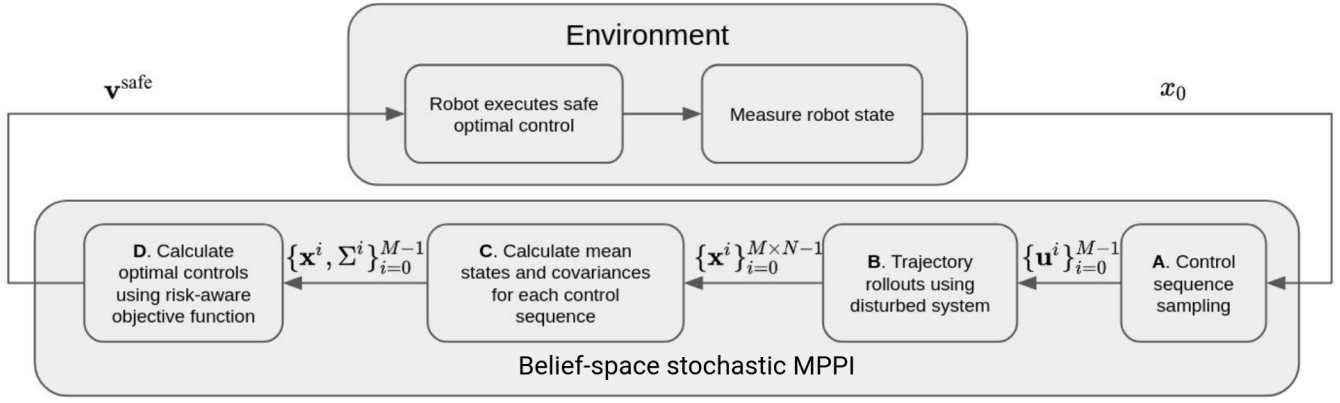 Environment
𝐯^safe
Robot executes safe
optimal control
Measure robot state
x₀
D. Calculate
optimal controls
using risk-aware
objective function
{𝐱^i, Σ^i}_{i=0}^{M−1}
C. Calculate mean
states and covariances
for each control
sequence
{𝐱^i}_{i=0}^{M×N−1}
B. Trajectory
rollouts using
disturbed system
{𝐮^i}_{i=0}^{M−1}
A. Control
sequence
sampling
Belief-space stochastic MPPI